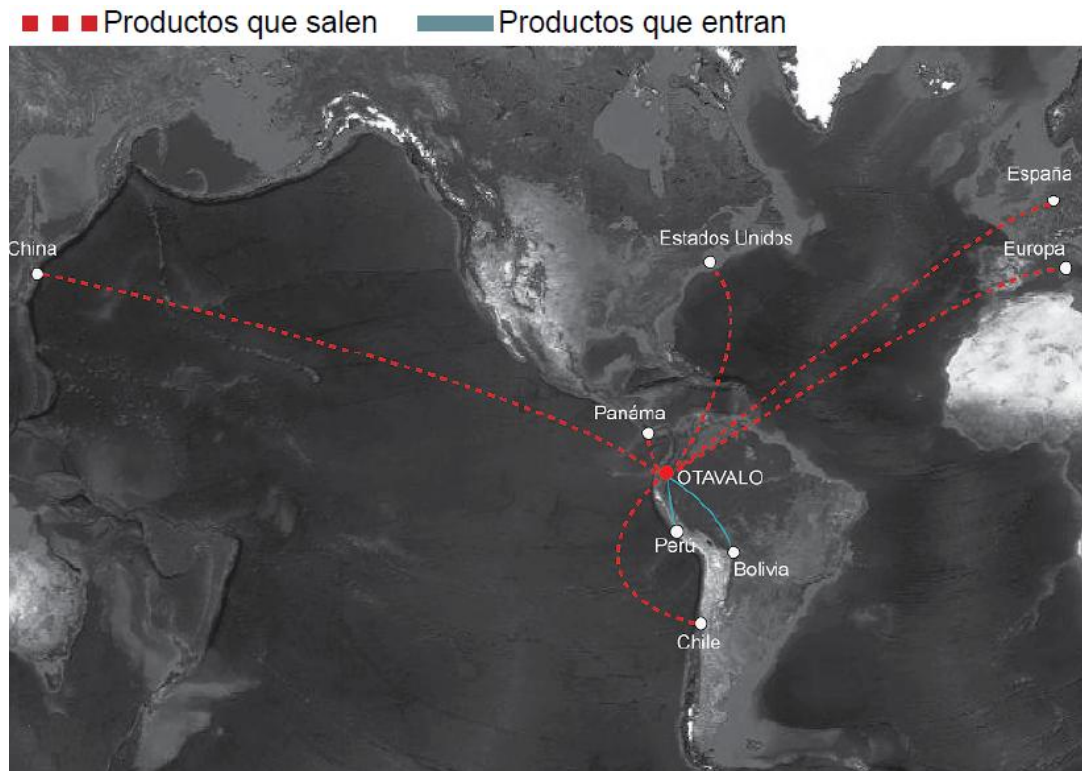 Productos que salen
Productos que entran
España
Estados Unidos
Europa
China
Panáma
OTAVALO
Perú
Bolivia
Chile